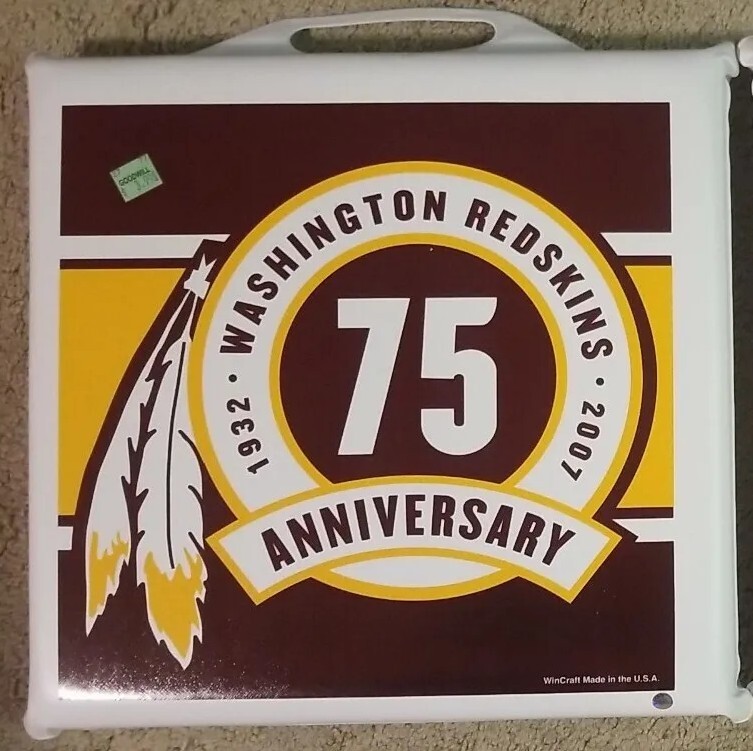 WASHINGTON REDSKINS
1932 • • 2007
75
ANNIVERSARY
WinCraft Made in the U.S.A.
GOODWILL